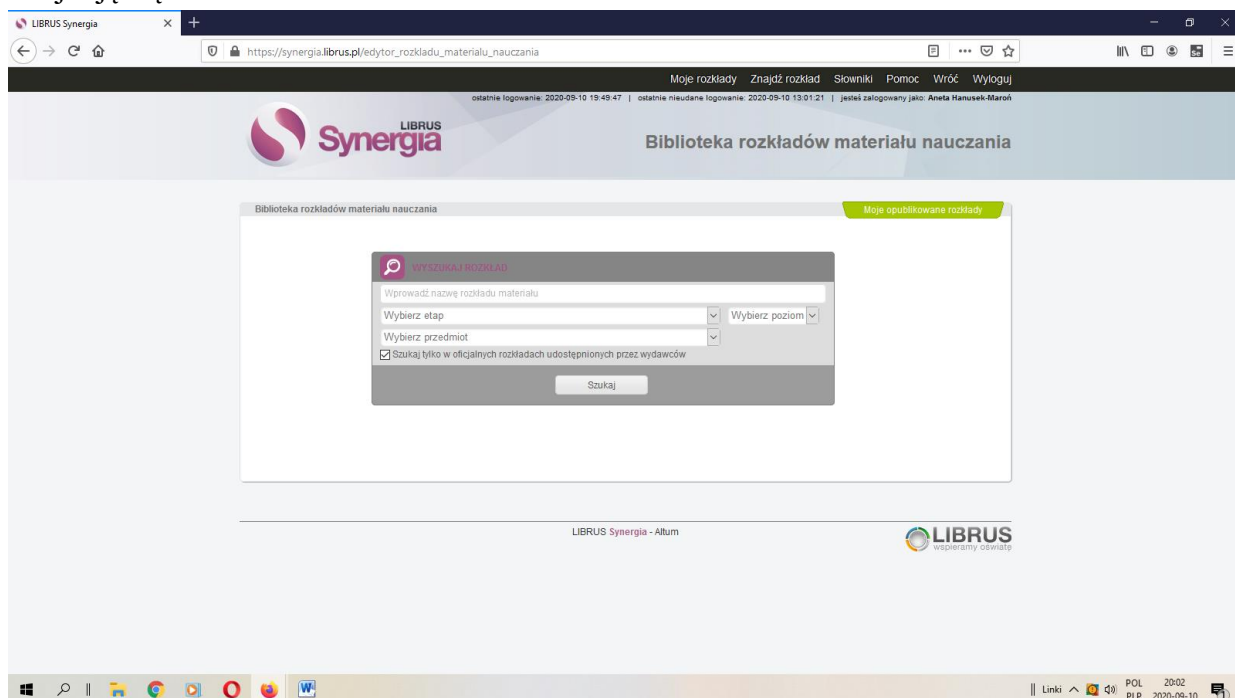 LIBRUS Synergia
https://synergia.librus.pl/edytor_rozkladu_materialu_nauczania
Moje rozkłady Znajdź rozkład Słowniki Pomoc Wróć Wyloguj
ostatnie logowanie: 2020-09-10 19:49:47 | ostatnie nieudane logowanie: 2020-09-10 13:01:21 | jesteś zalogowany jako: Aneta Hanusek-Maroń
LIBRUS
Synergia
Biblioteka rozkładów materiału nauczania
Biblioteka rozkładów materiału nauczania
Moje opublikowane rozkłady
WYSZUKAJ ROZKŁAD
Wprowadź nazwę rozkładu materiału
Wybierz etap Wybierz poziom
Wybierz przedmiot
Szukaj tylko w oficjalnych rozkładach udostępnionych przez wydawców
Szukaj
LIBRUS Synergia - Altum
LIBRUS
wspieramy oświatę
Linki
POL 20:02
PLP 2020-09-10